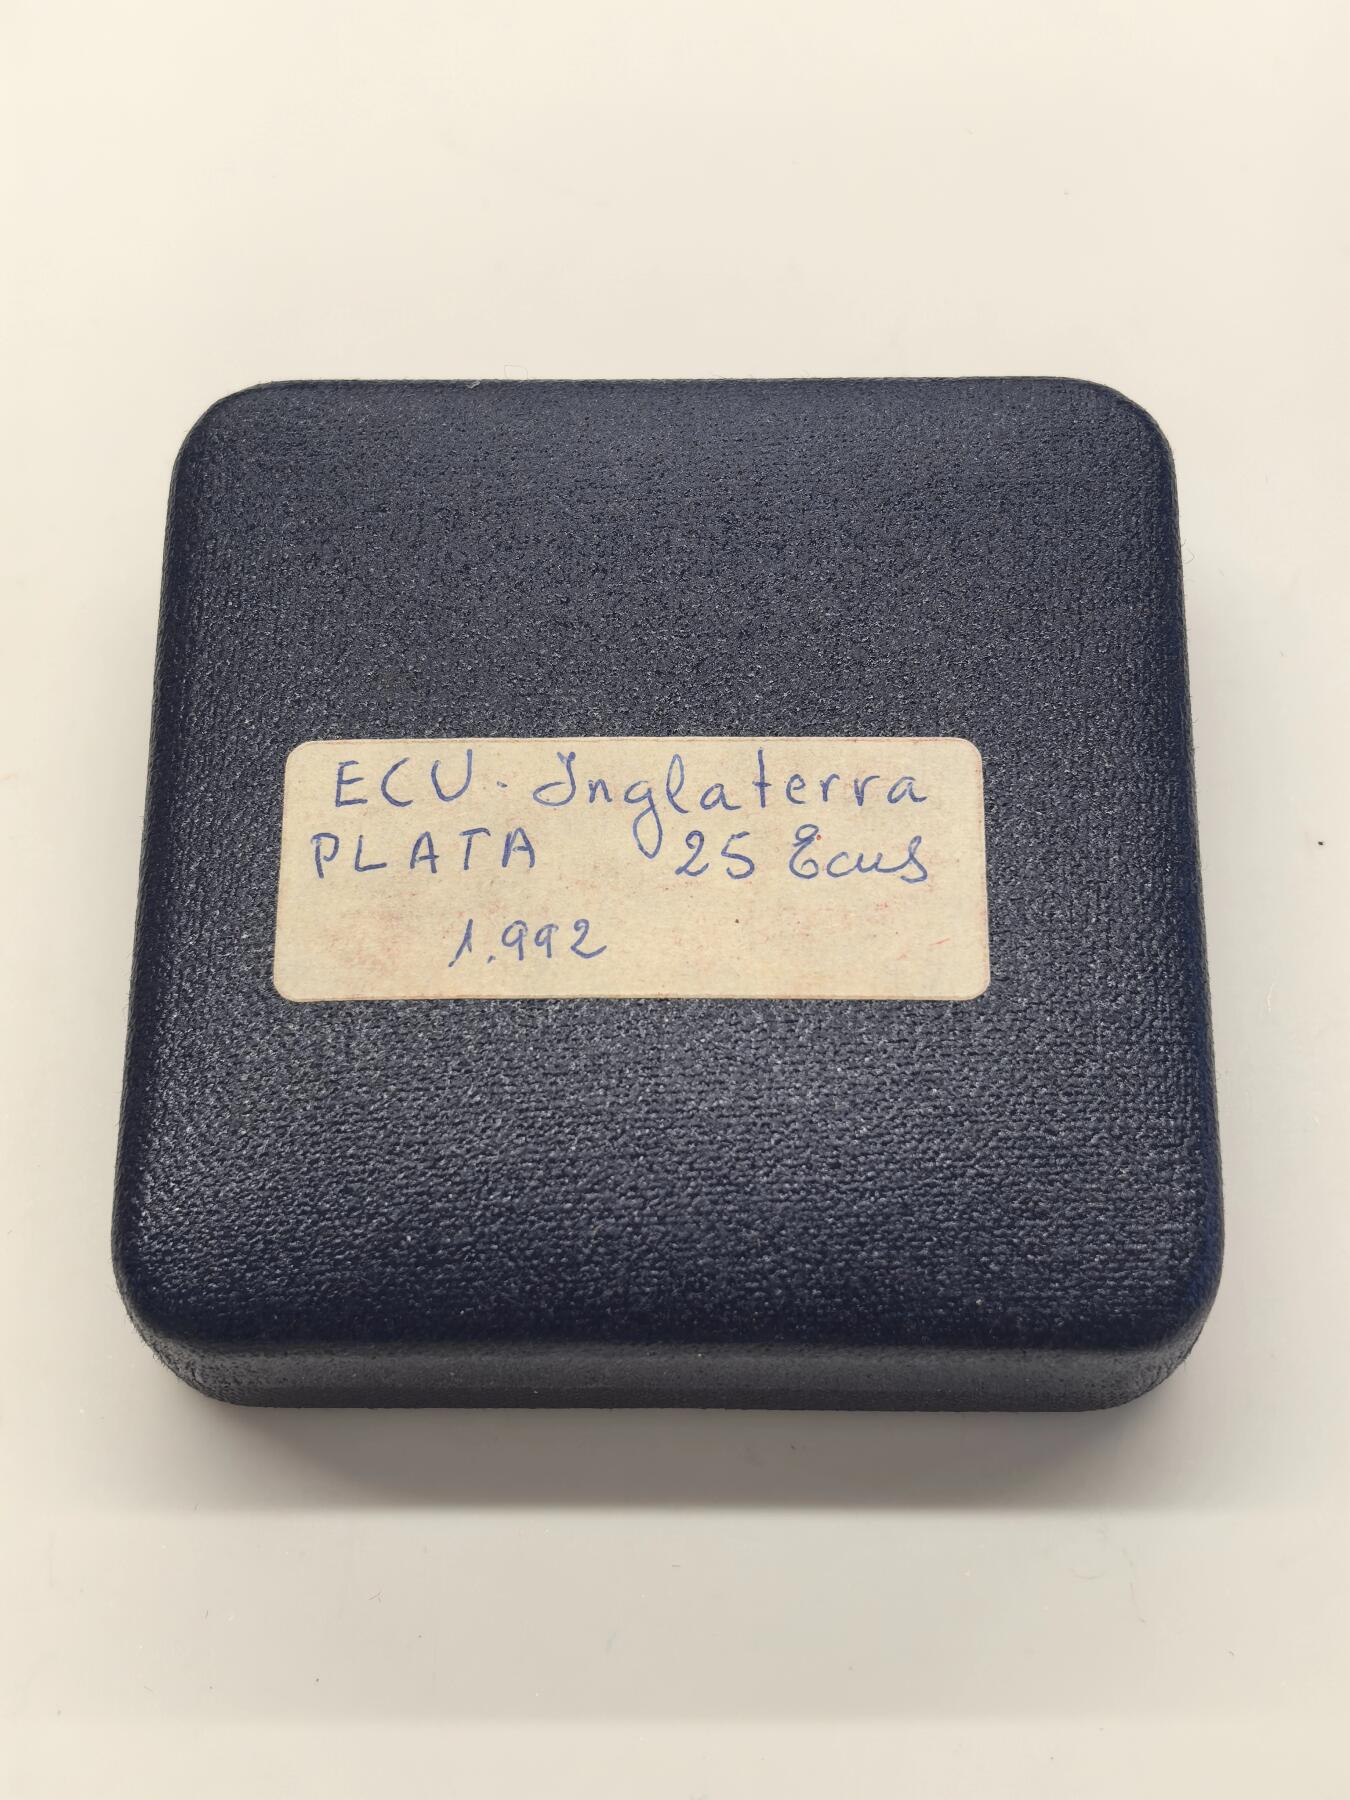 ECU - Inglaterra
PLATA 25 Ecus
1.992